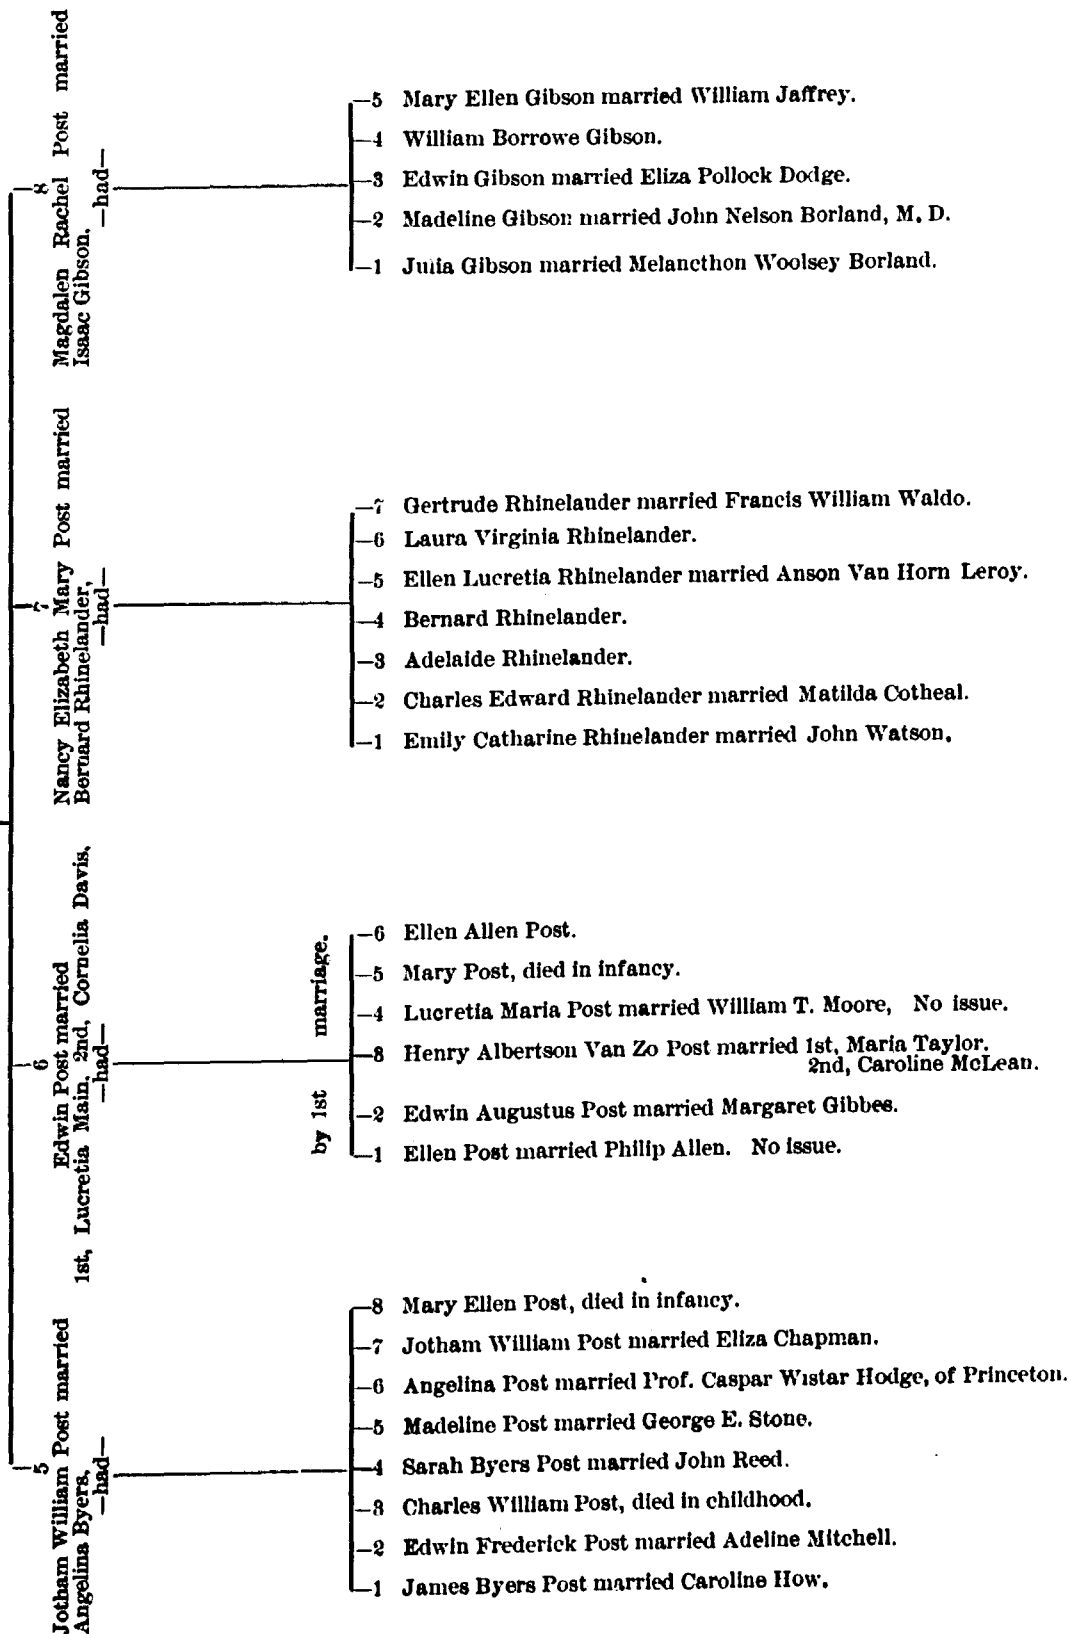 —8
Magdalen Rachel Post married
Isaac Gibson.
—had—
—5 Mary Ellen Gibson married William Jaffrey.
—4 William Borrowe Gibson.
—3 Edwin Gibson married Eliza Pollock Dodge.
—2 Madeline Gibson married John Nelson Borland, M. D.
—1 Julia Gibson married Melancthon Woolsey Borland.
—7
Nancy Elizabeth Mary Post married
Bernard Rhinelander,
—had—
—7 Gertrude Rhinelander married Francis William Waldo.
—6 Laura Virginia Rhinelander.
—5 Ellen Lucretia Rhinelander married Anson Van Horn Leroy.
—4 Bernard Rhinelander.
—3 Adelaide Rhinelander.
—2 Charles Edward Rhinelander married Matilda Cotheal.
—1 Emily Catharine Rhinelander married John Watson.
—6
Edwin Post married
1st, Lucretia Main, 2nd, Cornelia Davis,
—had—
by 1st marriage.
—6 Ellen Allen Post.
—5 Mary Post, died in infancy.
—4 Lucretia Maria Post married William T. Moore, No issue.
—3 Henry Albertson Van Zo Post married 1st, Maria Taylor.
2nd, Caroline McLean.
—2 Edwin Augustus Post married Margaret Gibbes.
—1 Ellen Post married Philip Allen. No issue.
—5
Jotham William Post married
Angelina Byers,
—had—
—8 Mary Ellen Post, died in infancy.
—7 Jotham William Post married Eliza Chapman.
—6 Angelina Post married Prof. Caspar Wistar Hodge, of Princeton.
—5 Madeline Post married George E. Stone.
—4 Sarah Byers Post married John Reed.
—3 Charles William Post, died in childhood.
—2 Edwin Frederick Post married Adeline Mitchell.
—1 James Byers Post married Caroline How.